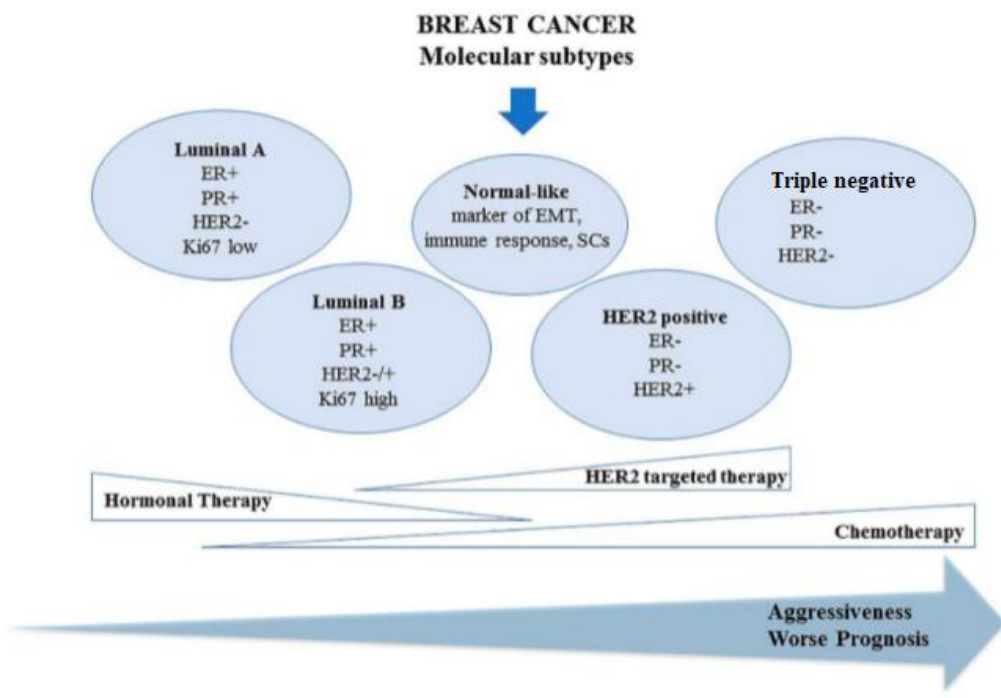 BREAST CANCER
Molecular subtypes
Luminal A
ER+
PR+
HER2-
Ki67 low
Normal-like
marker of EMT,
immune response, SCs
Triple negative
ER-
PR-
HER2-
Luminal B
ER+
PR+
HER2-/+
Ki67 high
HER2 positive
ER-
PR-
HER2+
HER2 targeted therapy
Hormonal Therapy
Chemotherapy
Aggressiveness
Worse Prognosis